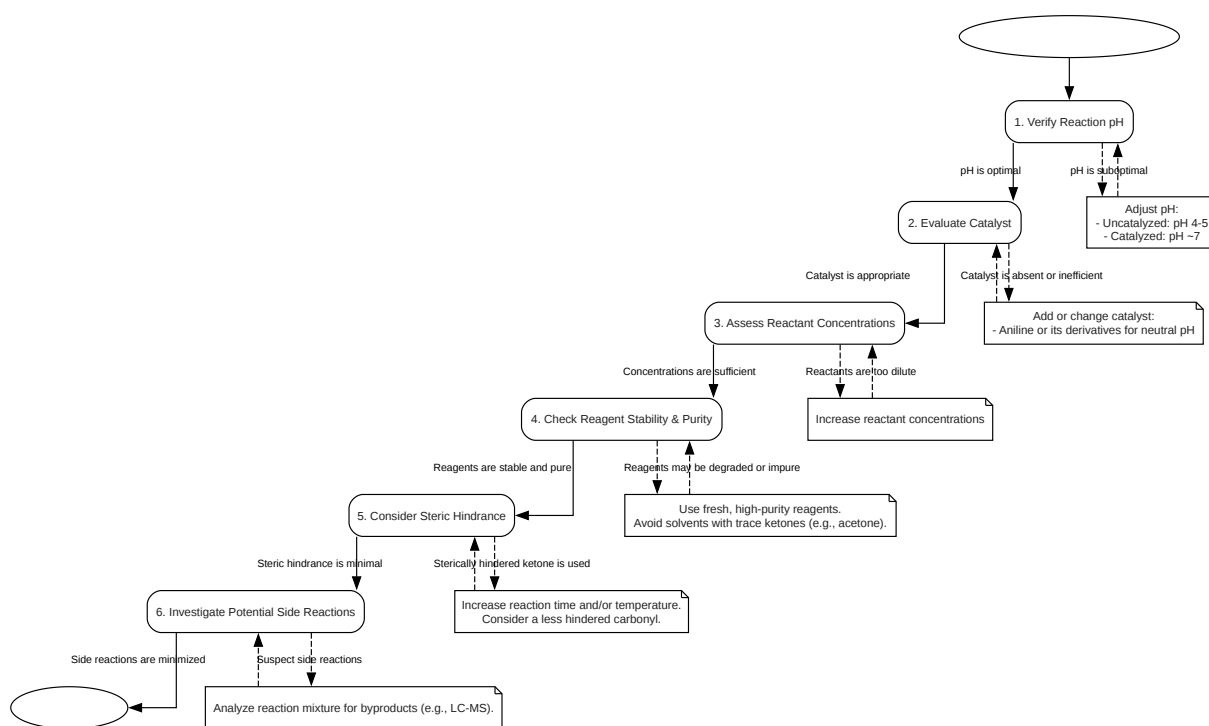 1. Verify Reaction pH
pH is optimal
pH is suboptimal
Adjust pH:
- Uncatalyzed: pH 4-5
- Catalyzed: pH ~7
2. Evaluate Catalyst
Catalyst is appropriate
Catalyst is absent or inefficient
Add or change catalyst:
- Aniline or its derivatives for neutral pH
3. Assess Reactant Concentrations
Concentrations are sufficient
Reactants are too dilute
Increase reactant concentrations
4. Check Reagent Stability & Purity
Reagents are stable and pure
Reagents may be degraded or impure
Use fresh, high-purity reagents.
Avoid solvents with trace ketones (e.g., acetone).
5. Consider Steric Hindrance
Steric hindrance is minimal
Sterically hindered ketone is used
Increase reaction time and/or temperature.
Consider a less hindered carbonyl.
6. Investigate Potential Side Reactions
Side reactions are minimized
Suspect side reactions
Analyze reaction mixture for byproducts (e.g., LC-MS).